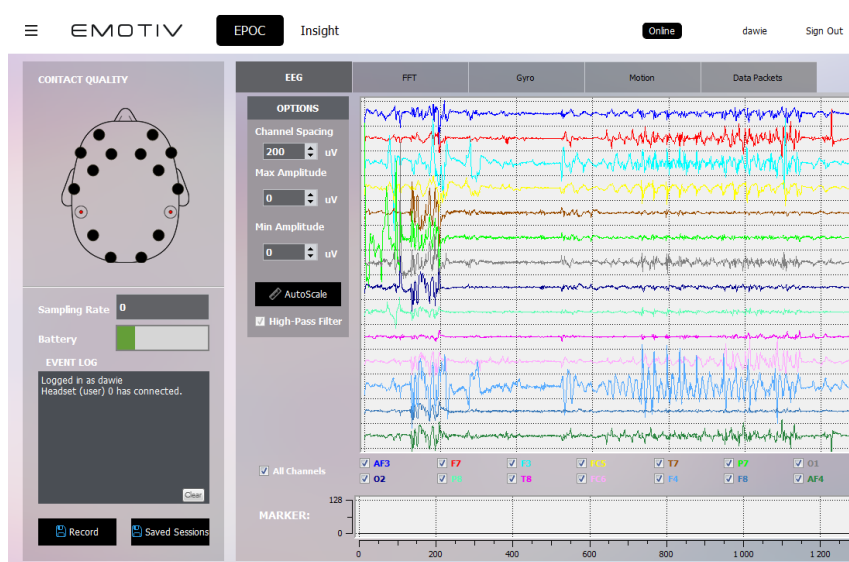 EMOTIV
EPOC
Insight
Online
dawie
Sign Out
CONTACT QUALITY
EEG
FFT
Gyro
Motion
Data Packets
OPTIONS
Channel Spacing
200 uV
Max Amplitude
0 uV
Min Amplitude
0 uV
AutoScale
High-Pass Filter
Sampling Rate 0
Battery
EVENT LOG
Logged in as dawie
Headset (user) 0 has connected.
Clear
Record
Saved Sessions
All Channels
AF3 F7 F3 FC5 T7 P7 O1
O2 T8 F4 F8 AF4
MARKER:
128
0
0 200 400 600 800 1 000 1 200